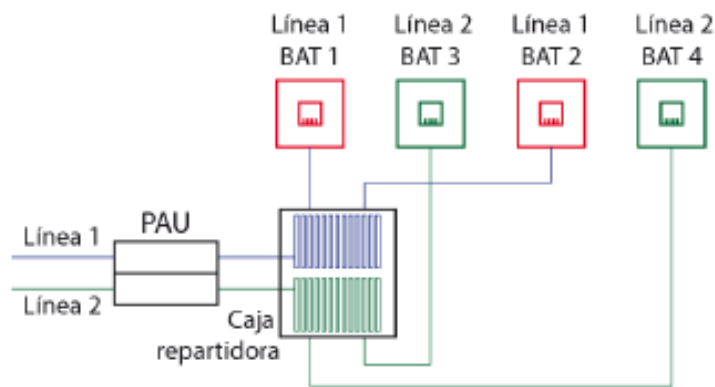 Línea 1
BAT 1
Línea 2
BAT 3
Línea 1
BAT 2
Línea 2
BAT 4
PAU
Línea 1
Línea 2
Caja
repartidora